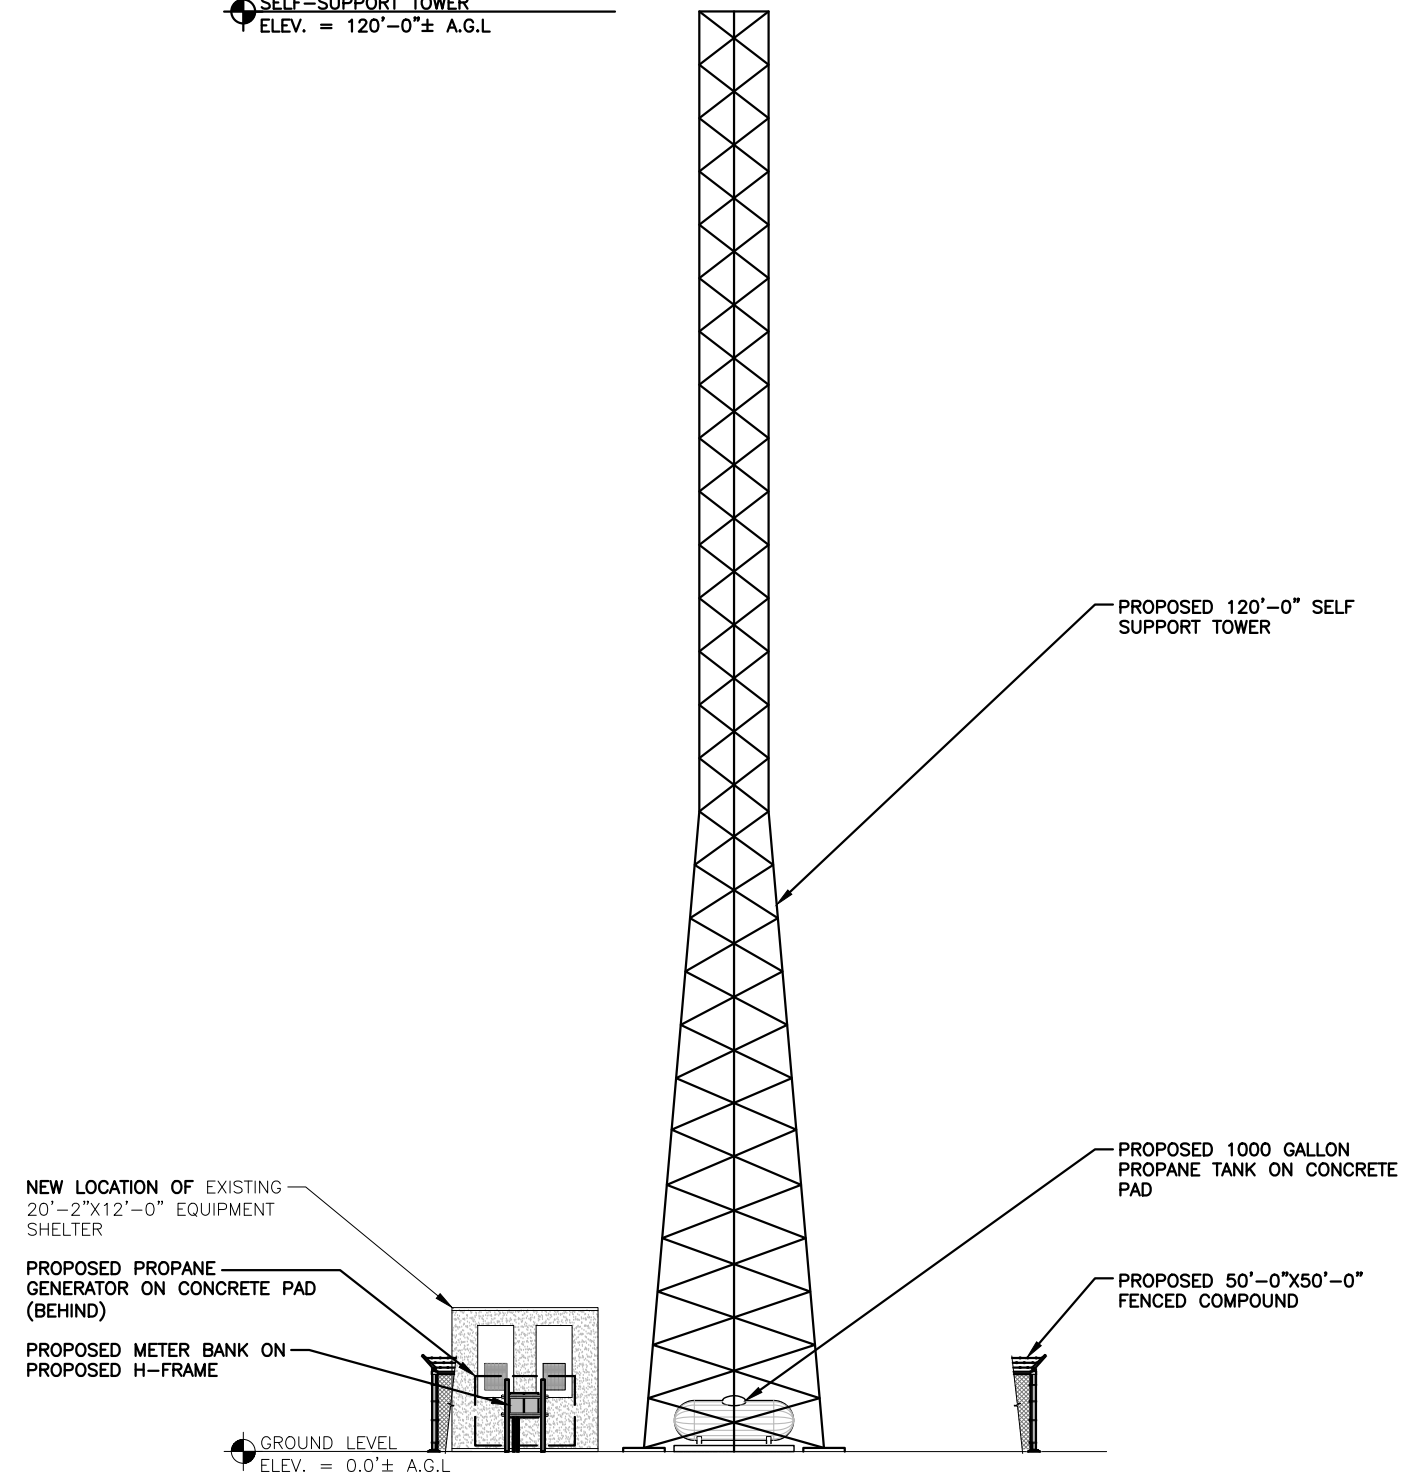 SELF-SUPPORT TOWER
ELEV. = 120'-0"± A.G.L
PROPOSED 120'-0" SELF
SUPPORT TOWER
PROPOSED 1000 GALLON
PROPANE TANK ON CONCRETE
PAD
NEW LOCATION OF EXISTING
20'-2"X12'-0" EQUIPMENT
SHELTER
PROPOSED PROPANE
GENERATOR ON CONCRETE PAD
(BEHIND)
PROPOSED 50'-0"X50'-0"
FENCED COMPOUND
PROPOSED METER BANK ON
PROPOSED H-FRAME
GROUND LEVEL
ELEV. = 0.0'± A.G.L